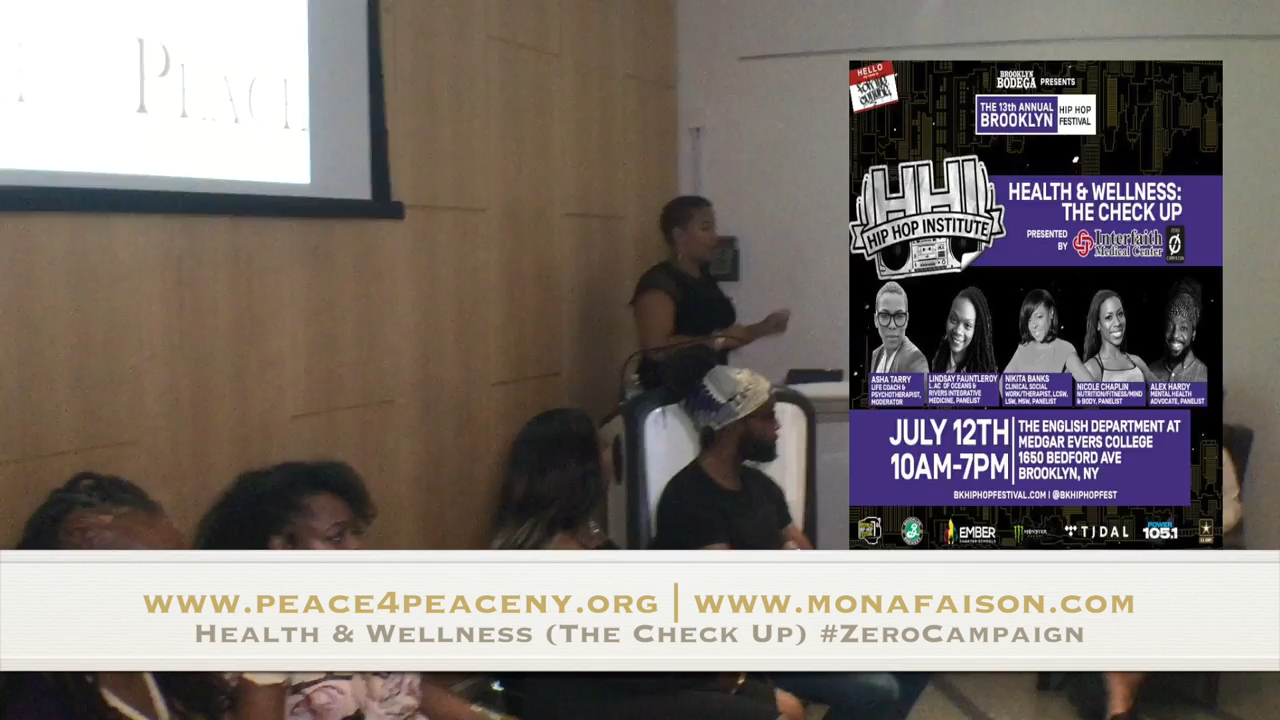 PEACE
HELLO
BROOKLYN
BODEGA PRESENTS
THE 13th ANNUAL
BROOKLYN
HIP HOP
FESTIVAL
HHI
HIP HOP INSTITUTE
HEALTH & WELLNESS:
THE CHECK UP
PRESENTED
BY
Interfaith
Medical Center
ASHA TARRY
LIFE COACH &
PSYCHOTHERAPIST,
MODERATOR
LINDSAY FAUNTLEROY
L.AC OF OCEANS &
RIVERS INTEGRATIVE
MEDICINE, PANELIST
NIKITA BANKS
CLINICAL SOCIAL
WORK/THERAPIST, LCSW,
LSW, MSW, PANELIST
NICOLE CHAPLIN
NUTRITION/FITNESS/MIND
& BODY, PANELIST
ALEX HARDY
MENTAL HEALTH
ADVOCATE, PANELIST
JULY 12TH
10AM-7PM
THE ENGLISH DEPARTMENT AT
MEDGAR EVERS COLLEGE
1650 BEDFORD AVE
BROOKLYN, NY
BKHIPHOPFESTIVAL.COM | @BKHIPHOPFEST
EMBER
TIDAL
POWER
105.1
WWW.PEACE4PEACENY.ORG | WWW.MONAFAISON.COM
HEALTH & WELLNESS (THE CHECK UP) #ZEROCAMPAIGN